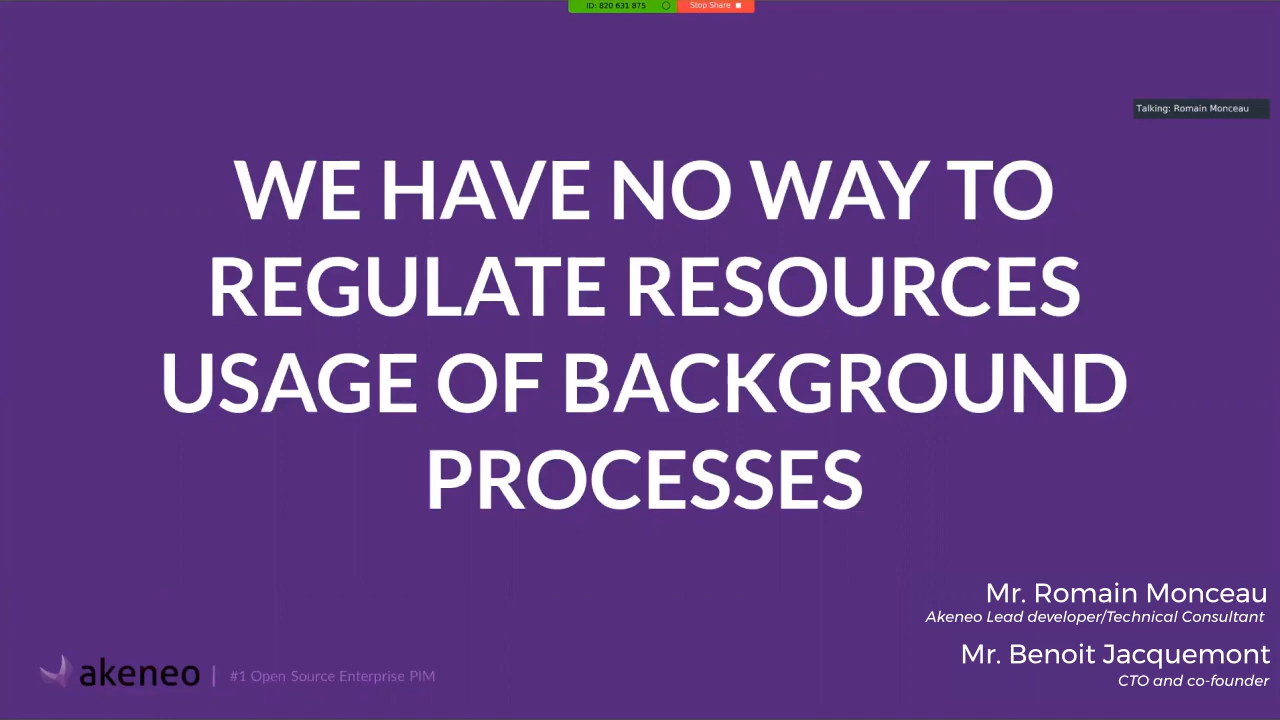 ID: 820 631 875 Stop Share
Talking: Romain Monceau
WE HAVE NO WAY TO
REGULATE RESOURCES
USAGE OF BACKGROUND
PROCESSES
Mr. Romain Monceau
Akeneo Lead developer/Technical Consultant
Mr. Benoit Jacquemont
CTO and co-founder
akeneo | #1 Open Source Enterprise PIM